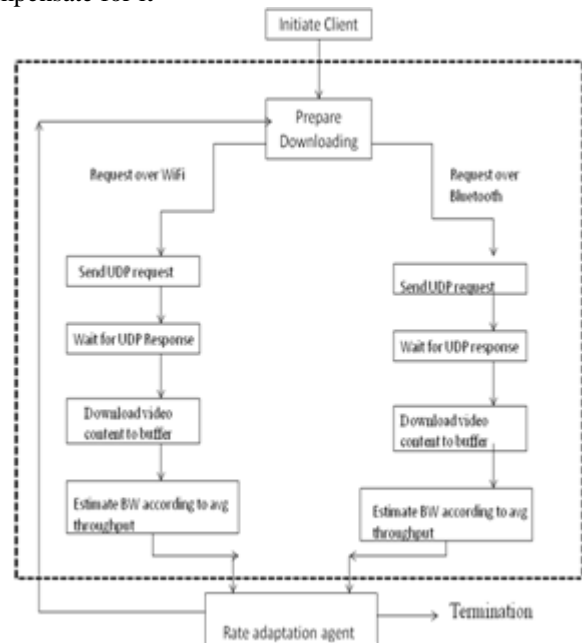 Initiate Client
Prepare
Downloading
Request over WiFi
Request over
Bluetooth
Send UDP request
Wait for UDP Response
Download video
content to buffer
Estimate BW according to avg
throughput
Send UDP request
Wait for UDP response
Download video
content to buffer
Estimate BW according to avg
throughput
Rate adaptation agent
Termination